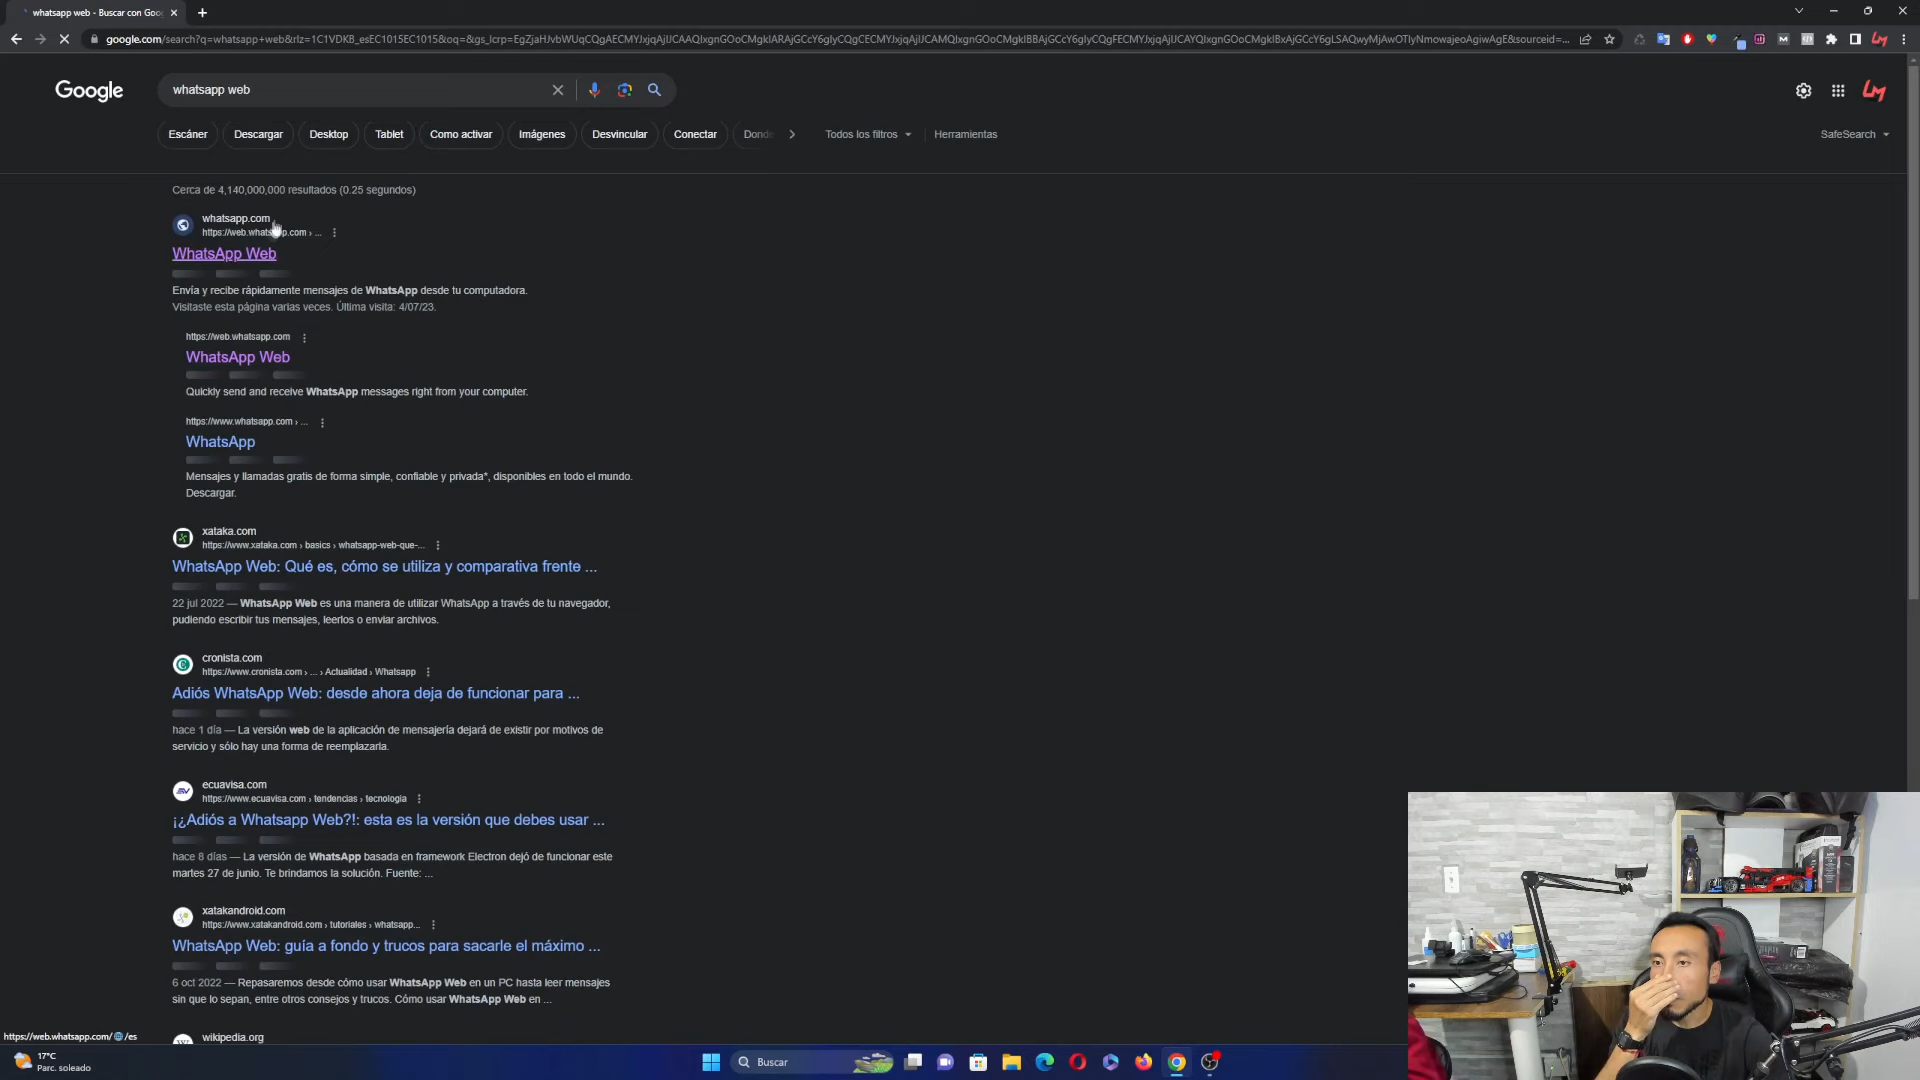 whatsapp web - Buscar con Goo
google.com/search?q=whatsapp+web&rlz=1C1VDKB_esEC1015EC1015&oq=&gs_lcrp=
Google
whatsapp web
Escáner Descargar Desktop Tablet Como activar Imágenes Desvincular Conectar Donde Todos los filtros Herramientas SafeSearch
Cerca de 4,140,000,000 resultados (0.25 segundos)
whatsapp.com
https://web.whatsapp.com › ...
WhatsApp Web
Envía y recibe rápidamente mensajes de WhatsApp desde tu computadora.
Visitaste esta página varias veces. Última visita: 4/07/23.
https://web.whatsapp.com
WhatsApp Web
Quickly send and receive WhatsApp messages right from your computer.
https://www.whatsapp.com › ...
WhatsApp
Mensajes y llamadas gratis de forma simple, confiable y privada*, disponibles en todo el mundo.
Descargar.
xataka.com
https://www.xataka.com › basics › whatsapp-web-que-...
WhatsApp Web: Qué es, cómo se utiliza y comparativa frente ...
22 jul 2022 — WhatsApp Web es una manera de utilizar WhatsApp a través de tu navegador,
pudiendo escribir tus mensajes, leerlos o enviar archivos.
cronista.com
https://www.cronista.com › ... › Actualidad › Whatsapp
Adiós WhatsApp Web: desde ahora deja de funcionar para ...
hace 1 día — La versión web de la aplicación de mensajería dejará de existir por motivos de
servicio y sólo hay una forma de reemplazarla.
ecuavisa.com
https://www.ecuavisa.com › tendencias › tecnologia
¡¿Adiós a Whatsapp Web?!: esta es la versión que debes usar ...
hace 8 días — La versión de WhatsApp basada en framework Electron dejó de funcionar este
martes 27 de junio. Te brindamos la solución. Fuente: ...
xatakandroid.com
https://www.xatakandroid.com › tutoriales › whatsapp...
WhatsApp Web: guía a fondo y trucos para sacarle el máximo ...
6 oct 2022 — Repasaremos desde cómo usar WhatsApp Web en un PC hasta leer mensajes
sin que lo sepan, entre otros consejos y trucos. Cómo usar WhatsApp Web en ...
wikipedia.org
https://web.whatsapp.com/ /es
17°C
Parc. soleado
Buscar